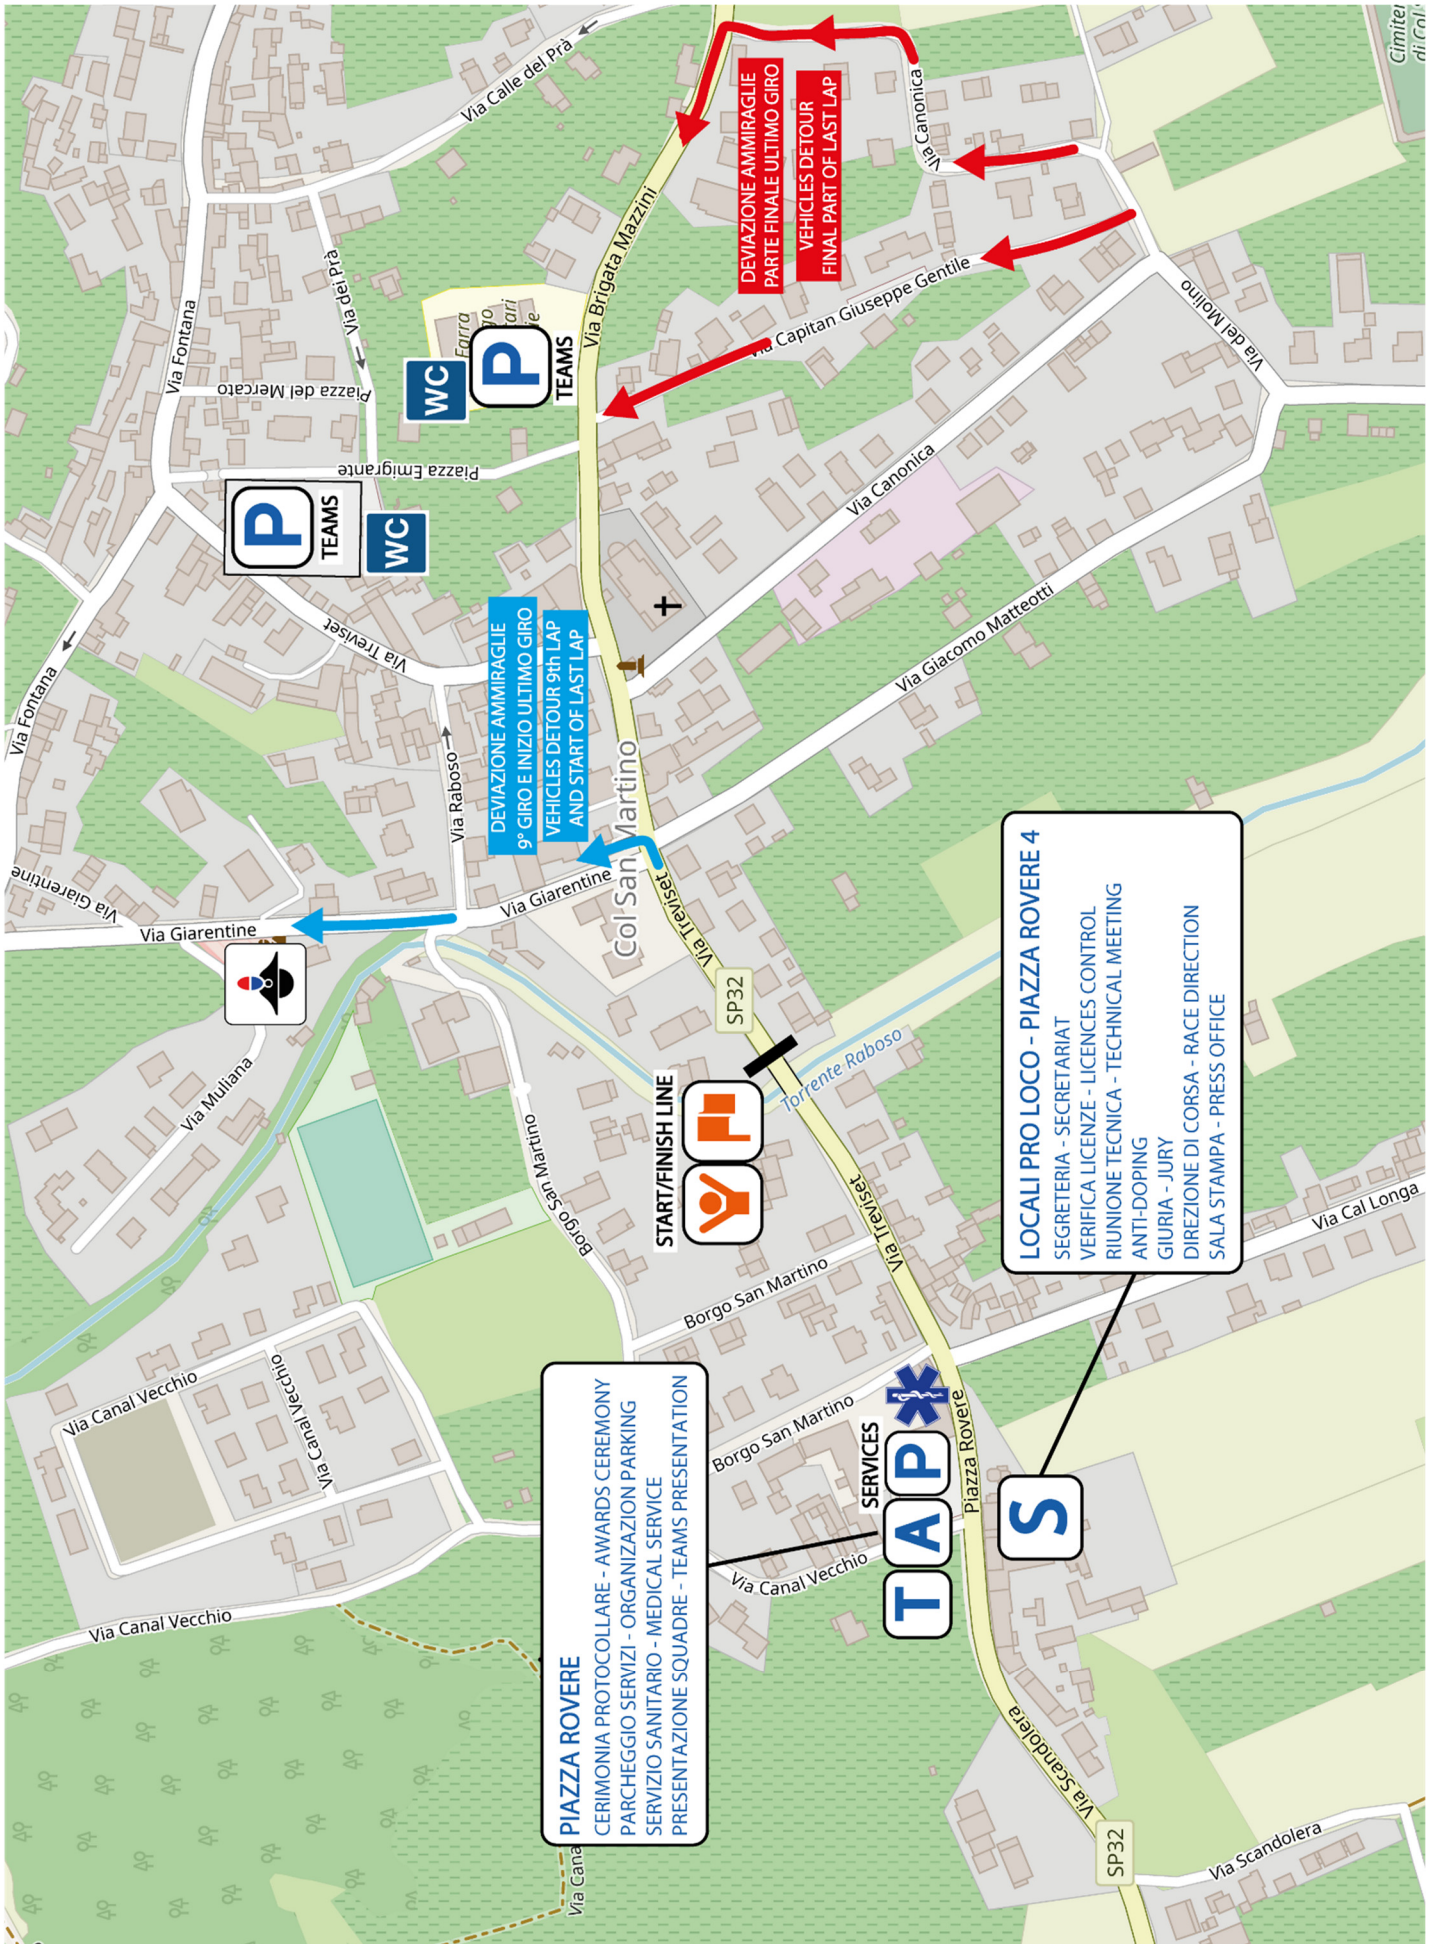 PIAZZA ROVERE
CERIMONIA PROTOCOLLARE - AWARDS CEREMONY
PARCHEGGIO SERVIZI - ORGANIZAZION PARKING
SERVIZIO SANITARIO - MEDICAL SERVICE
PRESENTAZIONE SQUADRE - TEAMS PRESENTATION
LOCALI PRO LOCO - PIAZZA ROVERE 4
SEGRETERIA - SECRETARIAT
VERIFICA LICENZE - LICENCES CONTROL
RIUNIONE TECNICA - TECHNICAL MEETING
ANTI-DOPING
GIURIA - JURY
DIREZIONE DI CORSA - RACE DIRECTION
SALA STAMPA - PRESS OFFICE
DEVIAZIONE AMMIRAGLIE
9° GIRO E INIZIO ULTIMO GIRO
VEHICLES DETOUR 9th LAP
AND START OF LAST LAP
DEVIAZIONE AMMIRAGLIE
PARTE FINALE ULTIMO GIRO
VEHICLES DETOUR
FINAL PART OF LAST LAP
START/FINISH LINE
SERVICES
T
A
P
S
P
TEAMS
WC
P
TEAMS
WC
Via Canal Vecchio
Via Canal Vecchio
Via Canal Vecchio
Via Canal Vecchio
Via Cana
Via Muliana
Via Giarentine
Via Giarentine
Via Giarentine
Via Fontana
Via Fontana
Via Raboso
Via Treviset
Via Treviset
Via Treviset
Piazza Emigrante
Piazza del Mercato
Via dei Prà
Via Calle del Prà
Via Brigata Mazzini
Farra
Borgo San Martino
Borgo San Martino
Borgo San Martino
Col San Martino
SP32
Torrente Raboso
Piazza Rovere
Via Scandolera
Via Scandolera
SP32
Via Cal Longa
Via Giacomo Matteotti
Via Canonica
Via Canonica
Via Capitan Giuseppe Gentile
Via del Molino